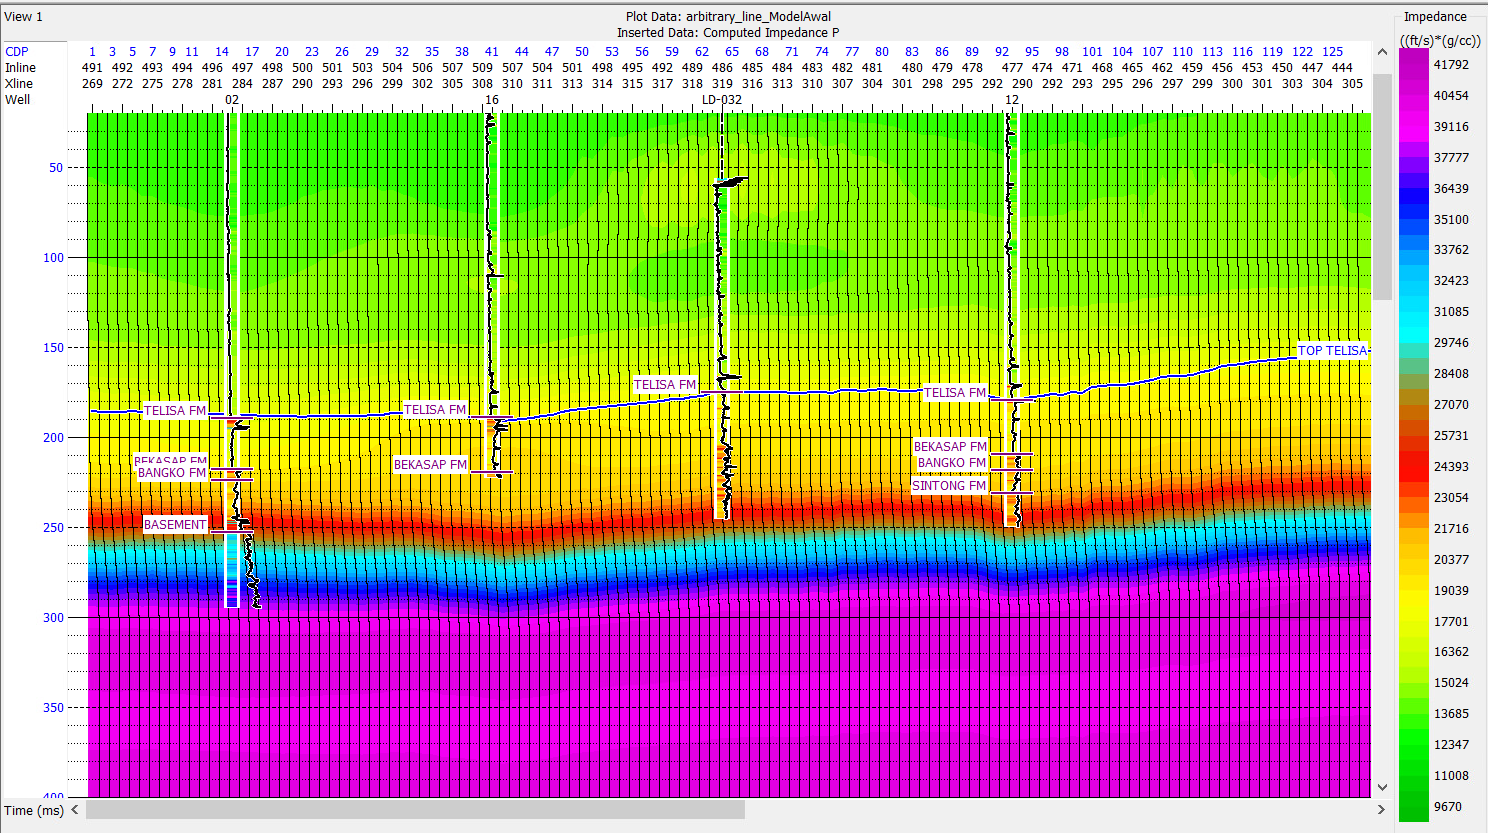 View 1
Plot Data: arbitrary_line_ModelAwal
Inserted Data: Computed Impedance P
Impedance
((ft/s)*(g/cc))
CDP 1 3 5 7 9 11 14 17 20 23 26 29 32 35 38 41 44 47 50 53 56 59 62 65 68 71 74 77 80 83 86 89 92 95 98 101 104 107 110 113 116 119 122 125
Inline 491 492 493 494 496 497 498 500 501 503 504 506 507 509 507 504 501 498 495 492 489 486 485 484 483 482 481 480 479 478 477 474 471 468 465 462 459 456 453 450 447 444
Xline 269 272 275 278 281 284 287 290 293 299 302 305 308 310 311 313 314 316 317 318 319 316 313 310 307 304 301 298 295 292 290 292 293 295 296 298 299 300 301 303 305
Well 02 16 LD-032 12
50
100
150
200
250
300
350
400
TOP TELISA
TELISA FM
TELISA FM
TELISA FM
TELISA FM
BEKASAP FM
BANGKO FM
BASEMENT
BEKASAP FM
BEKASAP FM
BANGKO FM
SINTONG FM
41792
40454
39116
37777
36439
35100
33762
32423
31085
29746
28408
27070
25731
24393
23054
21716
20377
19039
17701
16362
15024
13685
12347
11008
9670
Time (ms)